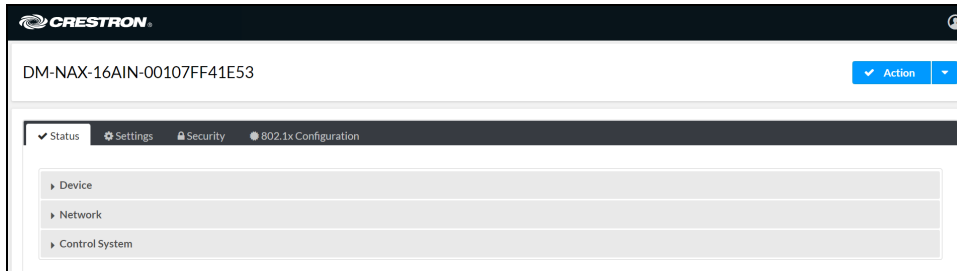 CRESTRON®
DM-NAX-16AIN-00107FF41E53
Action
Status Settings Security 802.1x Configuration
Device
Network
Control System